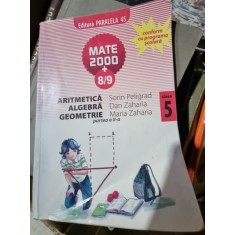 Editura PARALELA 45
conform
cu programa
școlară
MATE
2000
+
8/9
ARITMETICĂ
ALGEBRĂ
GEOMETRIE
partea a II-a
Sorin Peligrad
Dan Zaharia
Maria Zaharia
clasa
5